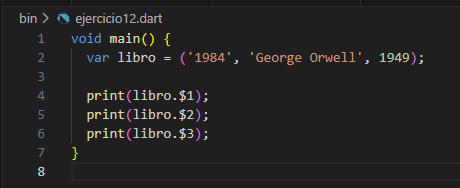 bin > ejercicio12.dart
1 void main() {
2   var libro = ('1984', 'George Orwell', 1949);
3
4   print(libro.$1);
5   print(libro.$2);
6   print(libro.$3);
7 }
8